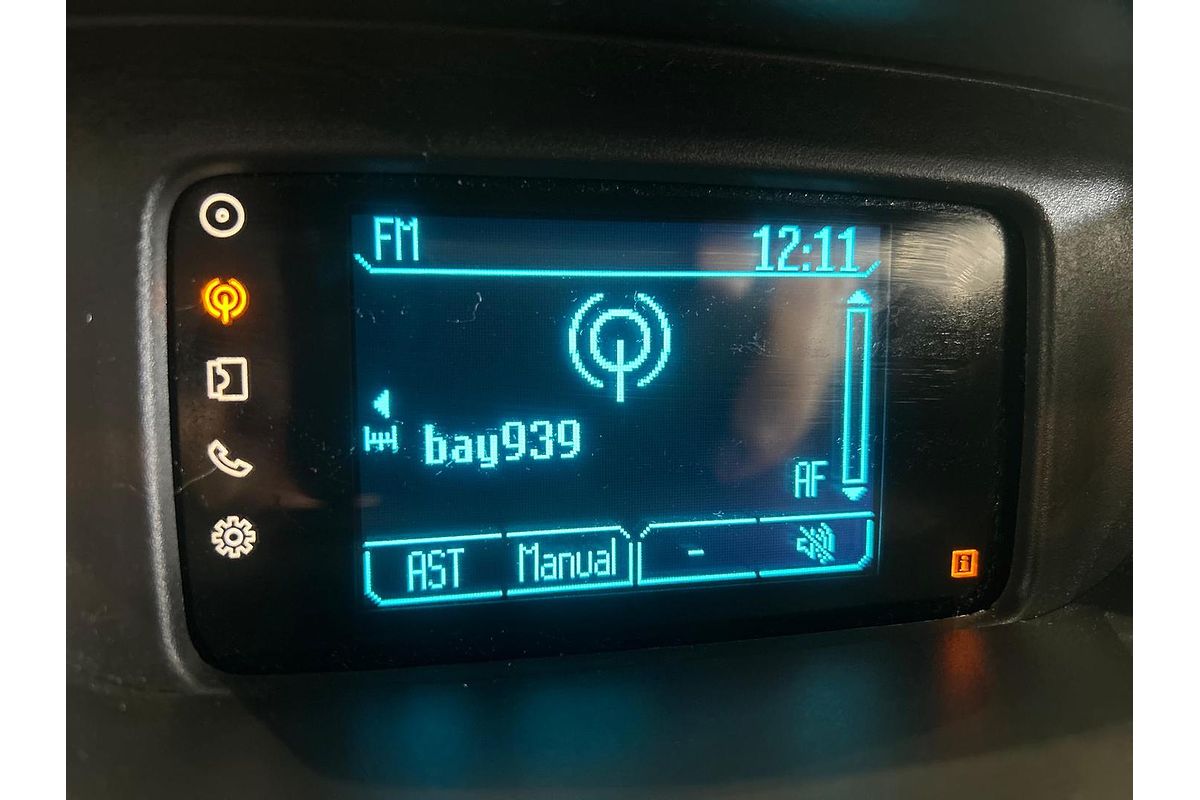 FM 12:11
bay939
AF
AST Manual -
i